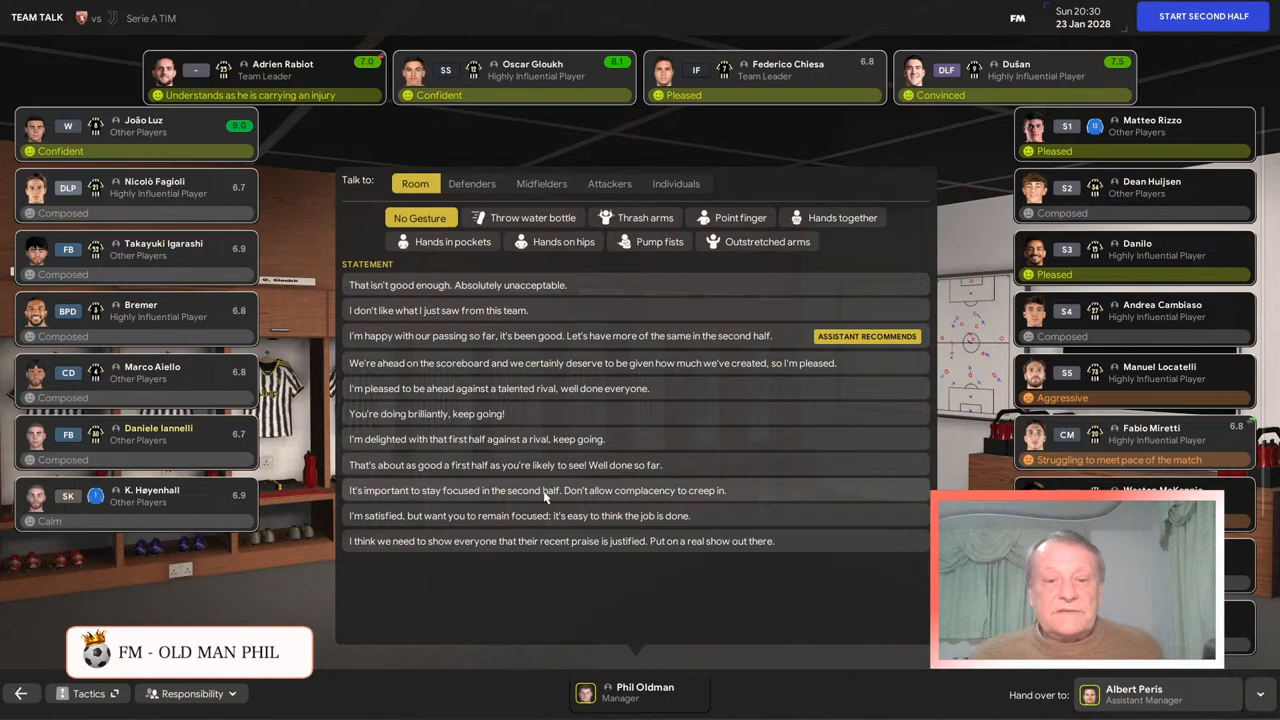 TEAM TALK vs Serie A TIM
FM
Sun 20:30
23 Jan 2028
START SECOND HALF
- Adrien Rabiot 7.0
Team Leader
Understands as he is carrying an injury
SS Oscar Gloukh 8.1
Highly Influential Player
Confident
IF Federico Chiesa 6.8
Team Leader
Pleased
DLF Dušan 7.5
Highly Influential Player
Convinced
W João Luz 9.0
Other Players
Confident
DLP Nicolò Fagioli 6.7
Highly Influential Player
Composed
FB Takayuki Igarashi 6.9
Other Players
Composed
BPD Bremer 6.8
Highly Influential Player
Composed
CD Marco Aiello 6.8
Other Players
Composed
FB Daniele Iannelli 6.7
Other Players
Composed
SK K. Høyenhall 6.9
Other Players
Calm
Talk to: Room Defenders Midfielders Attackers Individuals
No Gesture Throw water bottle Thrash arms Point finger Hands together
Hands in pockets Hands on hips Pump fists Outstretched arms
STATEMENT
That isn't good enough. Absolutely unacceptable.
I don't like what I just saw from this team.
I'm happy with our passing so far, it's been good. Let's have more of the same in the second half. ASSISTANT RECOMMENDS
We're ahead on the scoreboard and we certainly deserve to be given how much we've created, so I'm pleased.
I'm pleased to be ahead against a talented rival, well done everyone.
You're doing brilliantly, keep going!
I'm delighted with that first half against a rival, keep going.
That's about as good a first half as you're likely to see! Well done so far.
It's important to stay focused in the second half. Don't allow complacency to creep in.
I'm satisfied, but want you to remain focused; it's easy to think the job is done.
I think we need to show everyone that their recent praise is justified. Put on a real show out there.
S1 Matteo Rizzo
Other Players
Pleased
S2 Dean Huijsen
Other Players
Composed
S3 Danilo
Highly Influential Player
Pleased
S4 Andrea Cambiaso
Highly Influential Player
Composed
S5 Manuel Locatelli
Highly Influential Player
Aggressive
CM Fabio Miretti 6.8
Highly Influential Player
Struggling to meet pace of the match
FM - OLD MAN PHIL
Tactics Responsibility
Phil Oldman
Manager
Hand over to: Albert Peris
Assistant Manager